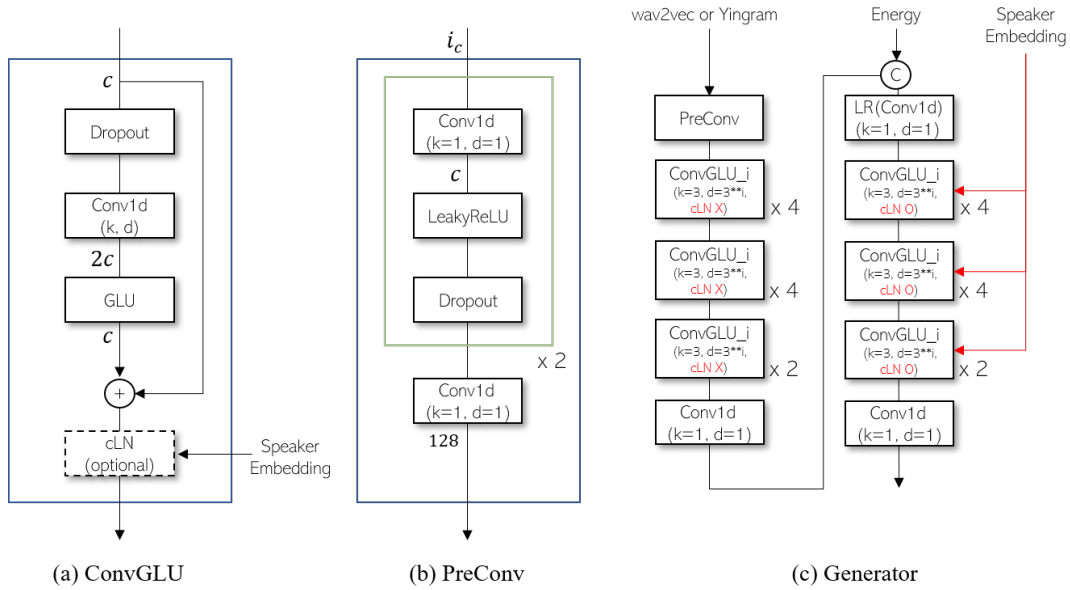 c
Dropout
Conv1d
(k, d)
2c
GLU
c
+
cLN
(optional)
Speaker
Embedding
(a) ConvGLU
i_c
Conv1d
(k=1, d=1)
c
LeakyReLU
Dropout
x 2
Conv1d
(k=1, d=1)
128
(b) PreConv
wav2vec or Yingram
PreConv
ConvGLU_i
(k=3, d=3**i,
cLN X)
x 4
ConvGLU_i
(k=3, d=3**i,
cLN X)
x 4
ConvGLU_i
(k=3, d=3**i,
cLN X)
x 2
Conv1d
(k=1, d=1)
Energy
C
LR(Conv1d)
(k=1, d=1)
ConvGLU_i
(k=3, d=3**i,
cLN O)
x 4
ConvGLU_i
(k=3, d=3**i,
cLN O)
x 4
ConvGLU_i
(k=3, d=3**i,
cLN O)
x 2
Conv1d
(k=1, d=1)
Speaker
Embedding
(c) Generator